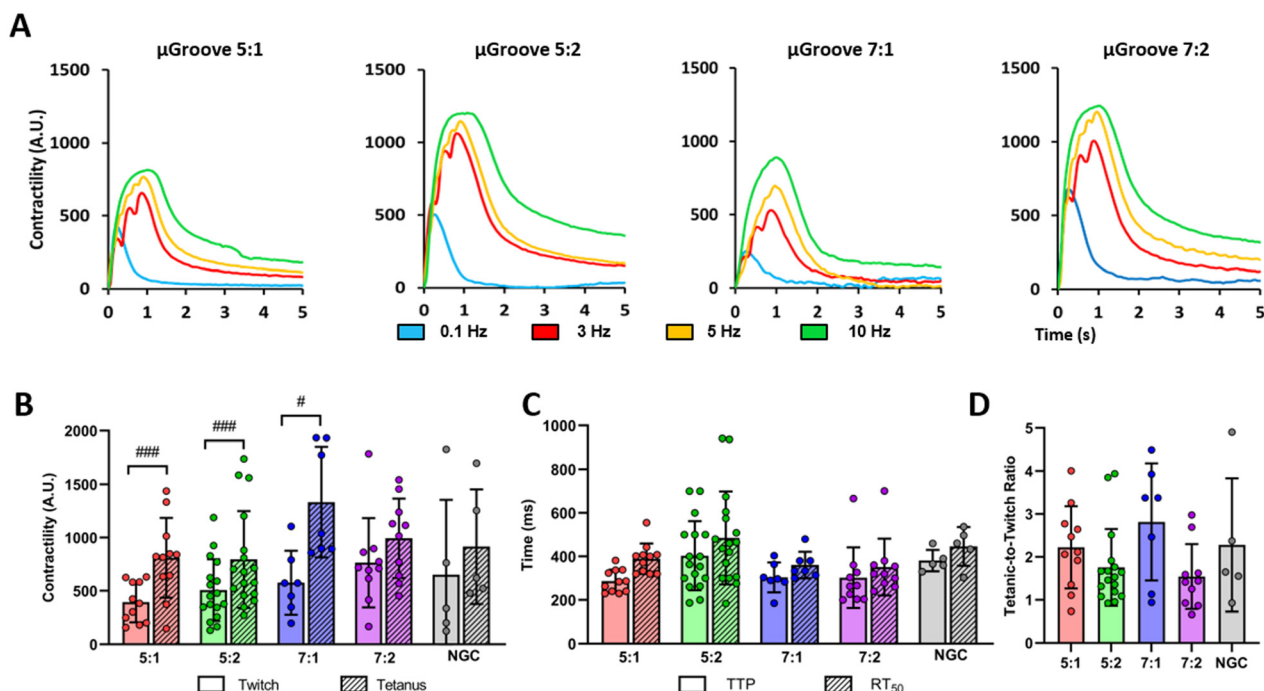 A
µGroove 5:1 µGroove 5:2 µGroove 7:1 µGroove 7:2
Contractility (A.U.)
1500 1500 1500 1500
1000 1000 1000 1000
500 500 500 500
0 0 0 0
0 1 2 3 4 5 0 1 2 3 4 5 0 1 2 3 4 5 0 1 2 3 4 5
0.1 Hz 3 Hz 5 Hz 10 Hz Time (s)
B
Contractility (A.U.)
2000
1500
1000
500
0
### ### #
5:1 5:2 7:1 7:2 NGC
Twitch Tetanus
C
Time (ms)
1000
800
600
400
200
0
5:1 5:2 7:1 7:2 NGC
TTP RT50
D
Tetanic-to-Twitch Ratio
5
4
3
2
1
0
5:1 5:2 7:1 7:2 NGC